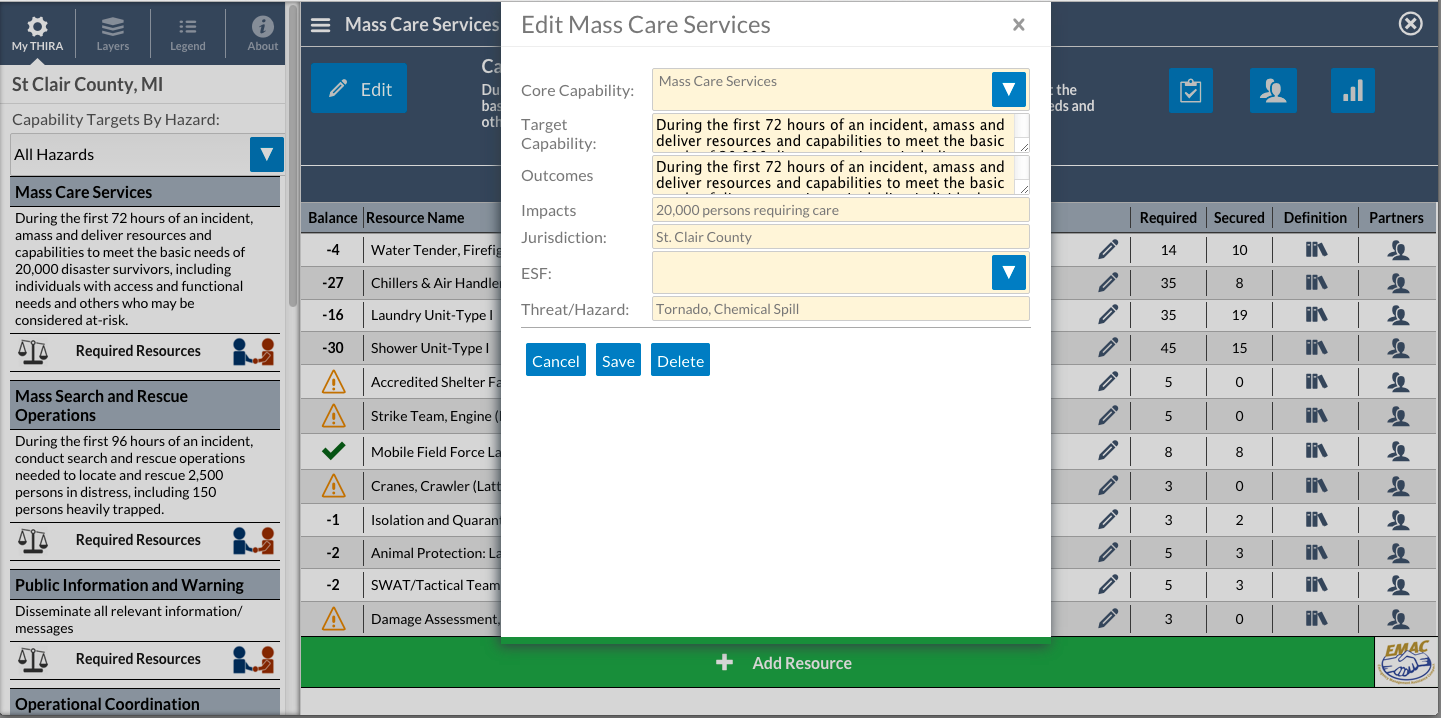 My THIRA
Layers
Legend
About
St Clair County, MI
Capability Targets By Hazard:
All Hazards
Mass Care Services
During the first 72 hours of an incident,
amass and deliver resources and
capabilities to meet the basic needs of
20,000 disaster survivors, including
individuals with access and functional
needs and others who may be
considered at-risk.
Required Resources
Mass Search and Rescue
Operations
During the first 96 hours of an incident,
conduct search and rescue operations
needed to locate and rescue 2,500
persons in distress, including 150
persons heavily trapped.
Required Resources
Public Information and Warning
Disseminate all relevant information/
messages
Required Resources
Operational Coordination
Mass Care Services
Edit
Ca
Du
bas
oth
t the
eds and
Edit Mass Care Services
×
Core Capability:
Mass Care Services
Target
Capability:
During the first 72 hours of an incident, amass and
deliver resources and capabilities to meet the basic
Outcomes
During the first 72 hours of an incident, amass and
deliver resources and capabilities to meet the basic
Impacts
20,000 persons requiring care
Jurisdiction:
St. Clair County
ESF:
Threat/Hazard:
Tornado, Chemical Spill
Cancel Save Delete
Balance Resource Name Required Secured Definition Partners
-4 Water Tender, Firefig 14 10
-27 Chillers & Air Handle 35 8
-16 Laundry Unit-Type I 35 19
-30 Shower Unit-Type I 45 15
Accredited Shelter Fa 5 0
Strike Team, Engine ( 5 0
Mobile Field Force La 8 8
Cranes, Crawler (Latt 3 0
-1 Isolation and Quarant 3 2
-2 Animal Protection: La 5 3
-2 SWAT/Tactical Team 5 3
Damage Assessment, 3 0
Add Resource
EMAC